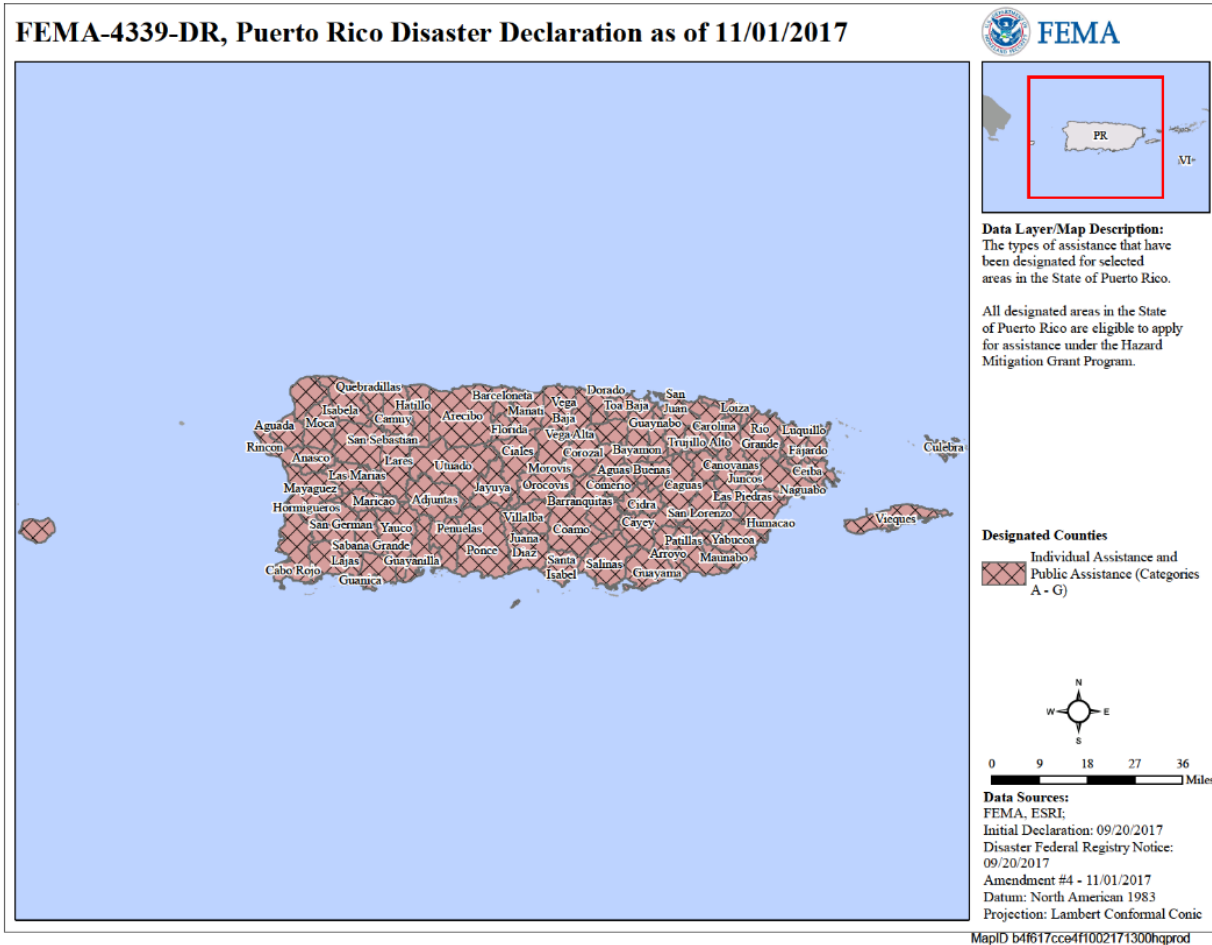 FEMA-4339-DR, Puerto Rico Disaster Declaration as of 11/01/2017
FEMA
PR
VI
Data Layer/Map Description:
The types of assistance that have
been designated for selected
areas in the State of Puerto Rico.
All designated areas in the State
of Puerto Rico are eligible to apply
for assistance under the Hazard
Mitigation Grant Program.
Quebradillas
Isabela
Hatillo
Camuy
Arecibo
Barceloneta
Manati
Vega
Baja
Dorado
Toa Baja
San
Juan
Loiza
Aguada
Moca
Florida
Vega Alta
Guaynabo
Carolina
Rio
Grande
Luquillo
Rincon
San Sebastian
Ciales
Corozal
Bayamon
Trujillo Alto
Fajardo
Culebra
Anasco
Lares
Utuado
Morovis
Aguas Buenas
Canovanas
Ceiba
Las Marias
Jayuya
Orocovis
Comerio
Caguas
Juncos
Naguabo
Mayaguez
Maricao
Adjuntas
Barranquitas
Cidra
Las Piedras
Hormigueros
Villalba
Cayey
San Lorenzo
Humacao
Vieques
San German
Yauco
Penuelas
Coamo
Sabana Grande
Juana
Diaz
Patillas
Yabucoa
Cabo Rojo
Lajas
Guayanilla
Ponce
Santa
Isabel
Salinas
Arroyo
Maunabo
Guanica
Guayama
Designated Counties
Individual Assistance and
Public Assistance (Categories
A - G)
N
W
E
S
0 9 18 27 36
Miles
Data Sources:
FEMA, ESRI;
Initial Declaration: 09/20/2017
Disaster Federal Registry Notice:
09/20/2017
Amendment #4 - 11/01/2017
Datum: North American 1983
Projection: Lambert Conformal Conic
MapID b4f617cce4f1002171300hqprod